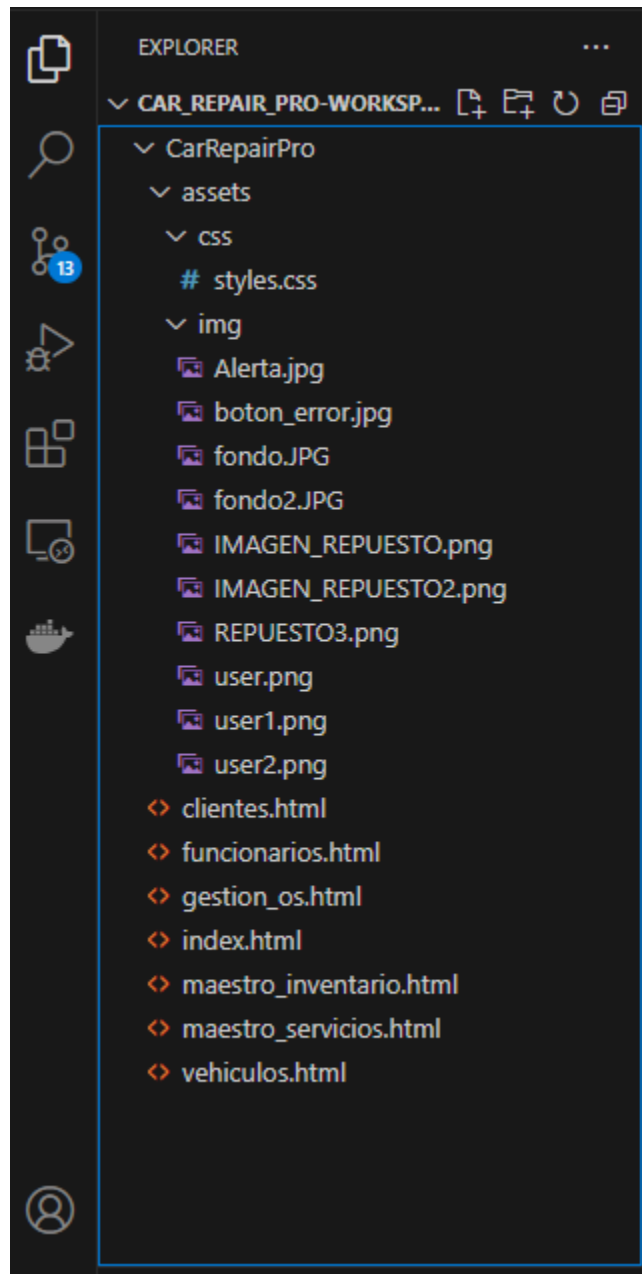 EXPLORER
CAR_REPAIR_PRO-WORKSP...
CarRepairPro
assets
css
# styles.css
img
Alerta.jpg
boton_error.jpg
fondo.JPG
fondo2.JPG
IMAGEN_REPUESTO.png
IMAGEN_REPUESTO2.png
REPUESTO3.png
user.png
user1.png
user2.png
<> clientes.html
<> funcionarios.html
<> gestion_os.html
<> index.html
<> maestro_inventario.html
<> maestro_servicios.html
<> vehiculos.html
13